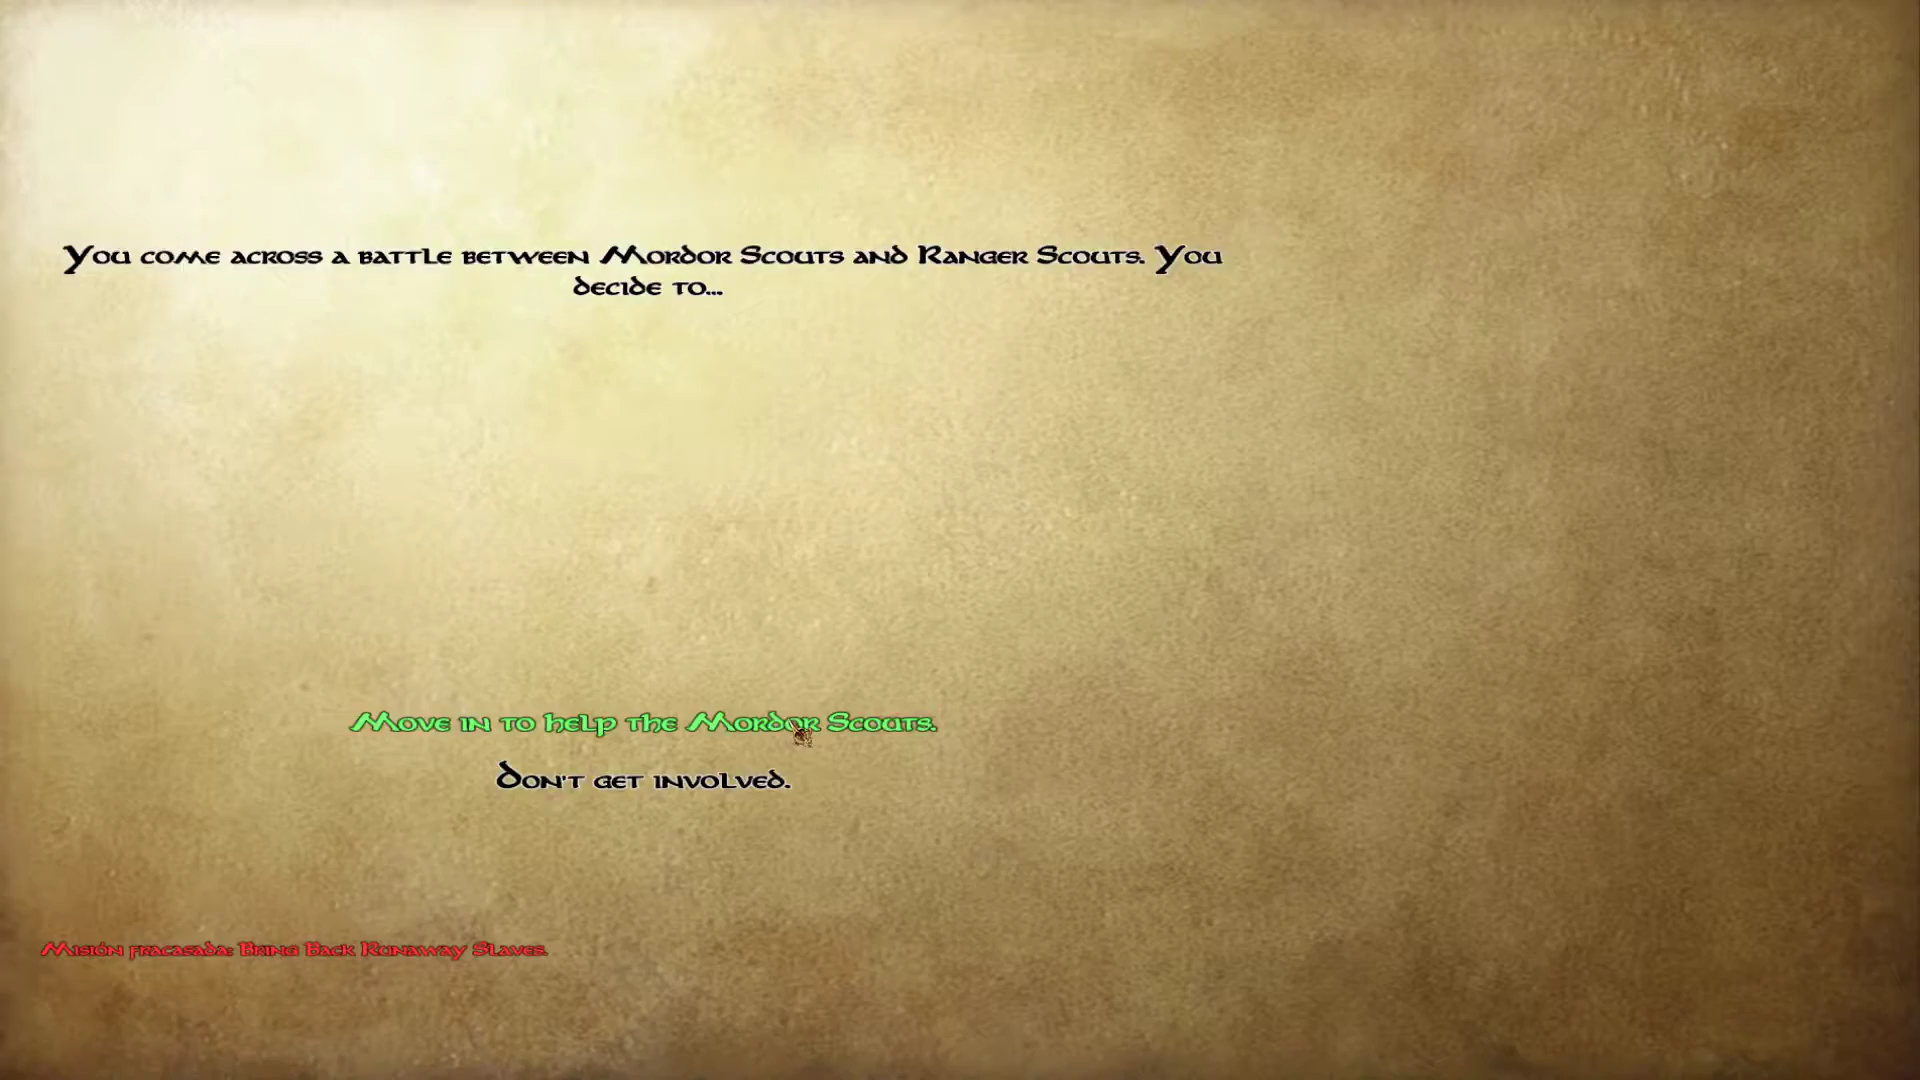 You come across a battle between Mordor Scouts and Ranger Scouts. You
decide to...
Move in to help the Mordor Scouts.
Don't get involved.
Misión fracasada: Bring Back Runaway Slaves.